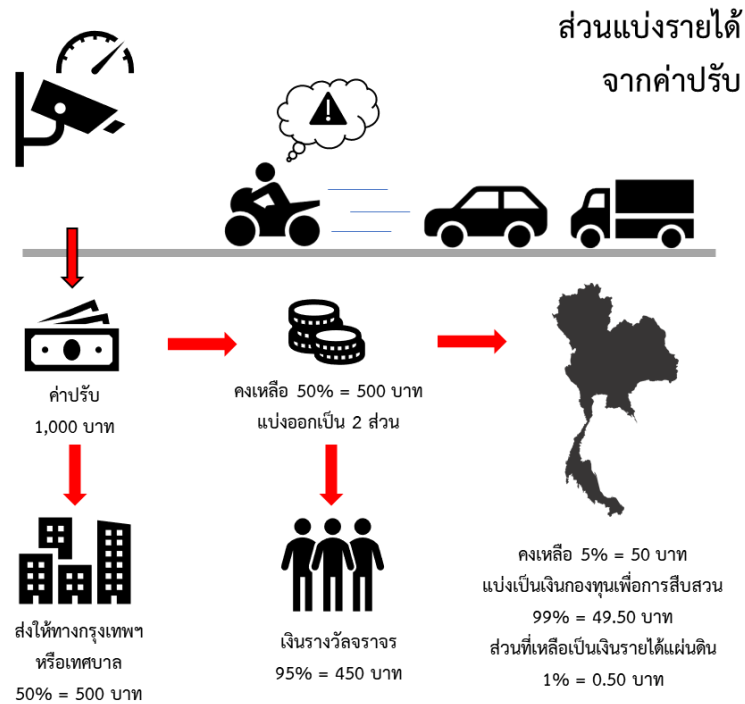 ส่วนแบ่งรายได้
จากค่าปรับ
ค่าปรับ
1,000 บาท
คงเหลือ 50% = 500 บาท
แบ่งออกเป็น 2 ส่วน
ส่งให้ทางกรุงเทพฯ
หรือเทศบาล
50% = 500 บาท
เงินรางวัลจราจร
95% = 450 บาท
คงเหลือ 5% = 50 บาท
แบ่งเป็นเงินกองทุนเพื่อการสืบสวน
99% = 49.50 บาท
ส่วนที่เหลือเป็นเงินรายได้แผ่นดิน
1% = 0.50 บาท